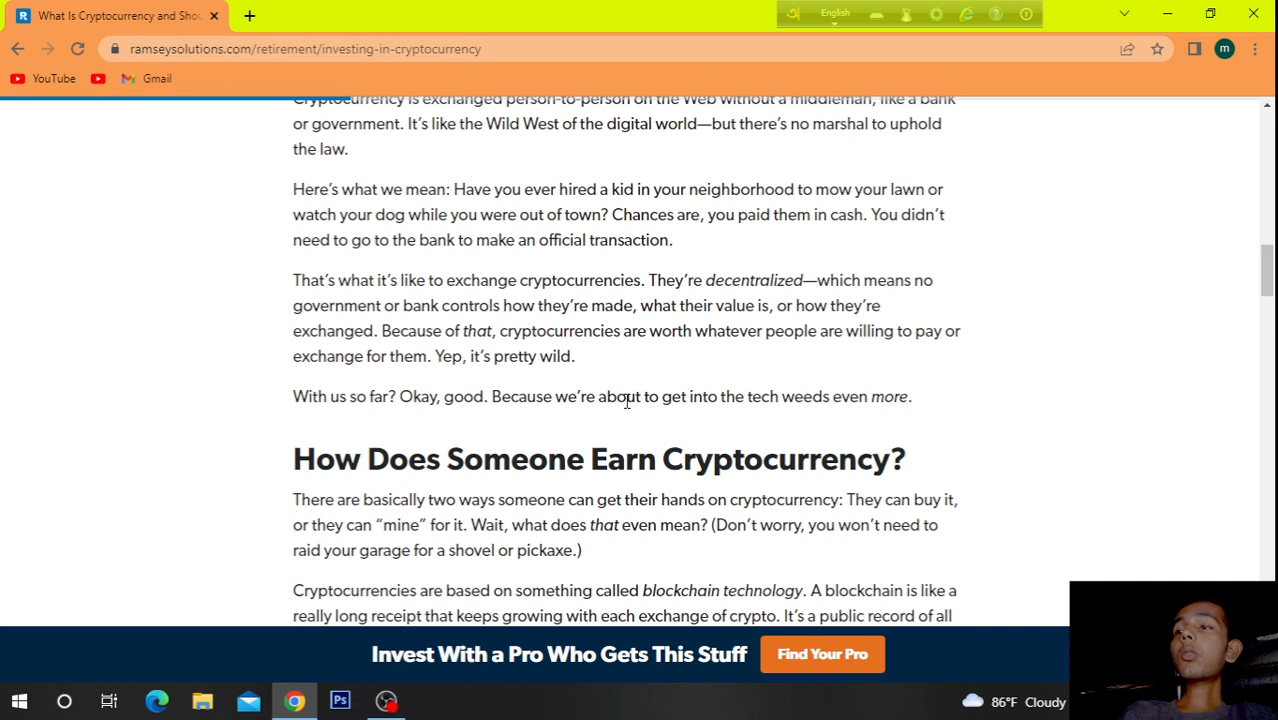 What Is Cryptocurrency and Shou
English
ramseysolutions.com/retirement/investing-in-cryptocurrency
m
YouTube
Gmail
Cryptocurrency is exchanged person-to-person on the Web without a middleman, like a bank
or government. It's like the Wild West of the digital world—but there's no marshal to uphold
the law.
Here's what we mean: Have you ever hired a kid in your neighborhood to mow your lawn or
watch your dog while you were out of town? Chances are, you paid them in cash. You didn't
need to go to the bank to make an official transaction.
That's what it's like to exchange cryptocurrencies. They're decentralized—which means no
government or bank controls how they're made, what their value is, or how they're
exchanged. Because of that, cryptocurrencies are worth whatever people are willing to pay or
exchange for them. Yep, it's pretty wild.
With us so far? Okay, good. Because we're about to get into the tech weeds even more.
How Does Someone Earn Cryptocurrency?
There are basically two ways someone can get their hands on cryptocurrency: They can buy it,
or they can “mine” for it. Wait, what does that even mean? (Don't worry, you won't need to
raid your garage for a shovel or pickaxe.)
Cryptocurrencies are based on something called blockchain technology. A blockchain is like a
really long receipt that keeps growing with each exchange of crypto. It's a public record of all
Invest With a Pro Who Gets This Stuff
Find Your Pro
Ps
86°F Cloudy